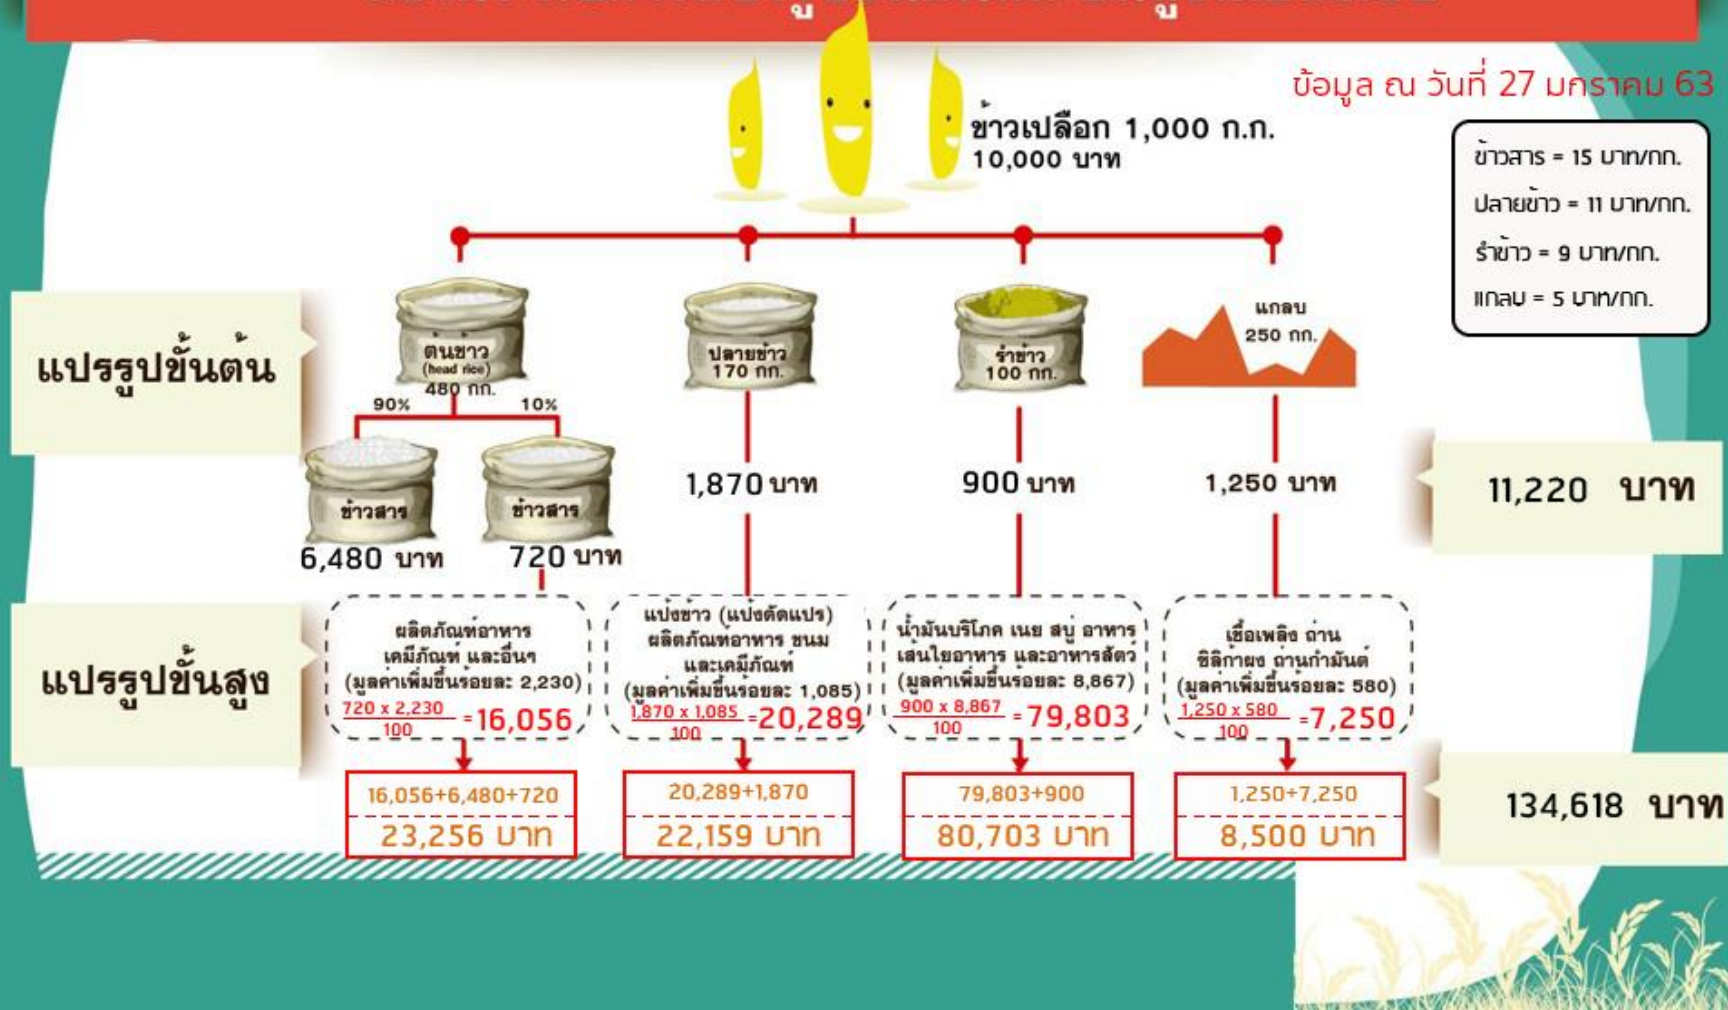 ข้อมูล ณ วันที่ 27 มกราคม 63
ข้าวเปลือก 1,000 ก.ก.
10,000 บาท
ข้าวสาร = 15 บาท/กก.
ปลายข้าว = 11 บาท/กก.
รำข้าว = 9 บาท/กก.
แกลบ = 5 บาท/กก.
แปรรูปขั้นต้น
ต้นข้าว
(head rice)
480 กก.
90%
10%
ข้าวสาร
6,480 บาท
ข้าวสาร
720 บาท
ปลายข้าว
170 กก.
1,870 บาท
รำข้าว
100 กก.
900 บาท
แกลบ
250 กก.
1,250 บาท
11,220 บาท
แปรรูปขั้นสูง
ผลิตภัณฑ์อาหาร
เคมีภัณฑ์ และอื่นๆ
(มูลค่าเพิ่มขึ้นร้อยละ 2,230)
720 x 2,230
100
=16,056
แป้งข้าว (แป้งดัดแปร)
ผลิตภัณฑ์อาหาร ขนม
และเคมีภัณฑ์
(มูลค่าเพิ่มขึ้นร้อยละ 1,085)
1,870 x 1,085
100
=20,289
น้ำมันบริโภค เนย สบู่ อาหาร
เส้นใยอาหาร และอาหารสัตว์
(มูลค่าเพิ่มขึ้นร้อยละ 8,867)
900 x 8,867
100
=79,803
เชื้อเพลิง ถ่าน
ซิลิก้าผง ถ่านกำมันต์
(มูลค่าเพิ่มขึ้นร้อยละ 580)
1,250 x 580
100
=7,250
16,056+6,480+720
23,256 บาท
20,289+1,870
22,159 บาท
79,803+900
80,703 บาท
1,250+7,250
8,500 บาท
134,618 บาท